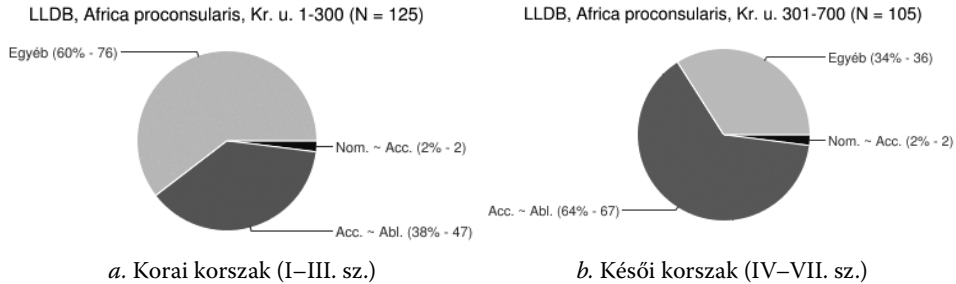 LLDB, Africa proconsularis, Kr. u. 1-300 (N = 125)
Egyéb (60% - 76)
Nom. ~ Acc. (2% - 2)
Acc. ~ Abl. (38% - 47)
a. Korai korszak (I–III. sz.)
LLDB, Africa proconsularis, Kr. u. 301-700 (N = 105)
Egyéb (34% - 36)
Nom. ~ Acc. (2% - 2)
Acc. ~ Abl. (64% - 67)
b. Késői korszak (IV–VII. sz.)